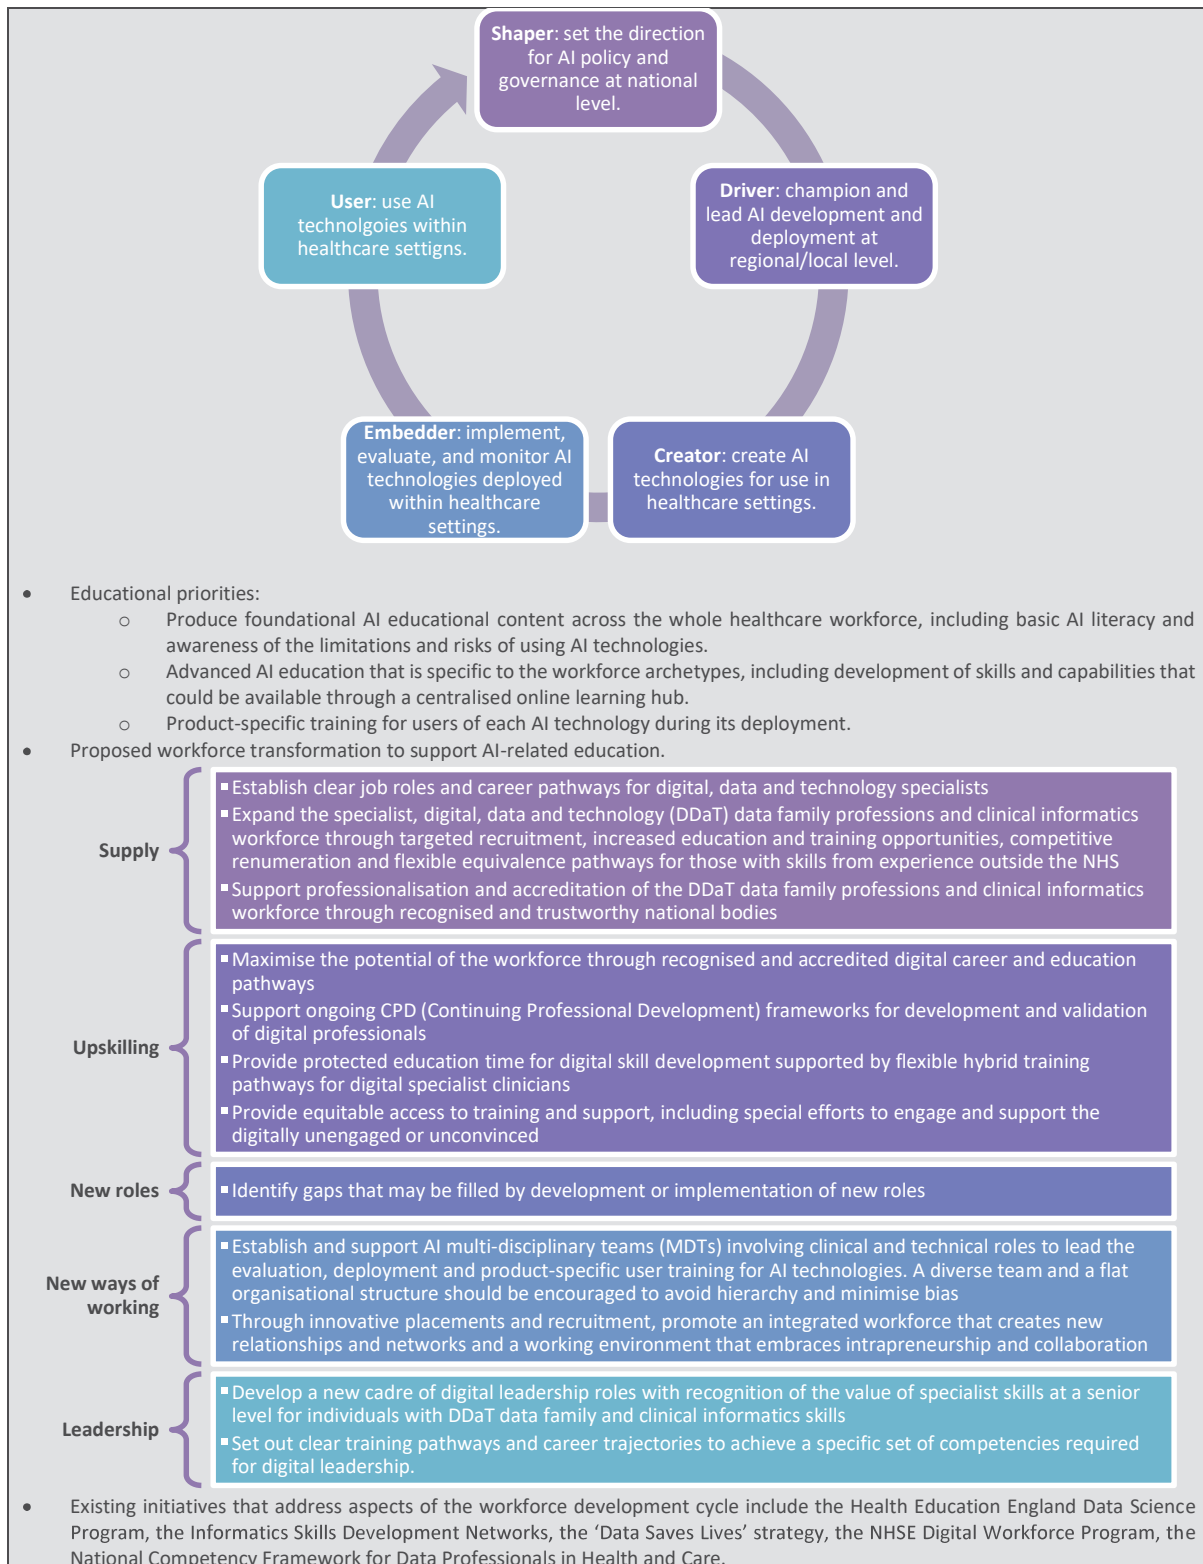 Shaper: set the direction
for AI policy and
governance at national
level.
User: use AI
technolgoies within
healthcare settigns.
Driver: champion and
lead AI development and
deployment at
regional/local level.
Embedder: implement,
evaluate, and monitor AI
technologies deployed
within healthcare
settings.
Creator: create AI
technologies for use in
healthcare settings.
• Educational priorities:
o Produce foundational AI educational content across the whole healthcare workforce, including basic AI literacy and
awareness of the limitations and risks of using AI technologies.
o Advanced AI education that is specific to the workforce archetypes, including development of skills and capabilities that
could be available through a centralised online learning hub.
o Product-specific training for users of each AI technology during its deployment.
• Proposed workforce transformation to support AI-related education.
Supply
▪ Establish clear job roles and career pathways for digital, data and technology specialists
▪ Expand the specialist, digital, data and technology (DDaT) data family professions and clinical informatics
workforce through targeted recruitment, increased education and training opportunities, competitive
renumeration and flexible equivalence pathways for those with skills from experience outside the NHS
▪ Support professionalisation and accreditation of the DDaT data family professions and clinical informatics
workforce through recognised and trustworthy national bodies
Upskilling
▪ Maximise the potential of the workforce through recognised and accredited digital career and education
pathways
▪ Support ongoing CPD (Continuing Professional Development) frameworks for development and validation
of digital professionals
▪ Provide protected education time for digital skill development supported by flexible hybrid training
pathways for digital specialist clinicians
▪ Provide equitable access to training and support, including special efforts to engage and support the
digitally unengaged or unconvinced
New roles
▪ Identify gaps that may be filled by development or implementation of new roles
New ways of
working
▪ Establish and support AI multi-disciplinary teams (MDTs) involving clinical and technical roles to lead the
evaluation, deployment and product-specific user training for AI technologies. A diverse team and a flat
organisational structure should be encouraged to avoid hierarchy and minimise bias
▪ Through innovative placements and recruitment, promote an integrated workforce that creates new
relationships and networks and a working environment that embraces intrapreneurship and collaboration
Leadership
▪ Develop a new cadre of digital leadership roles with recognition of the value of specialist skills at a senior
level for individuals with DDaT data family and clinical informatics skills
▪ Set out clear training pathways and career trajectories to achieve a specific set of competencies required
for digital leadership.
• Existing initiatives that address aspects of the workforce development cycle include the Health Education England Data Science
Program, the Informatics Skills Development Networks, the ‘Data Saves Lives’ strategy, the NHSE Digital Workforce Program, the
National Competency Framework for Data Professionals in Health and Care.